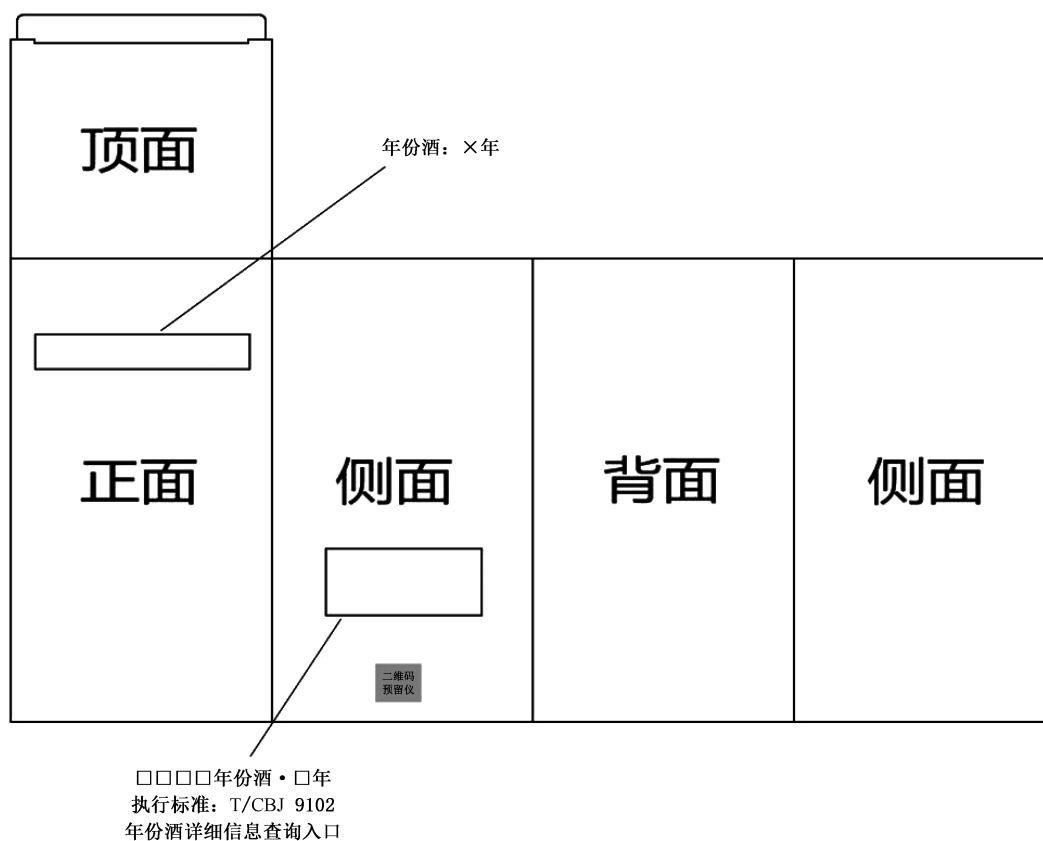 顶面
年份酒：×年
正面
侧面
背面
侧面
二维码
预留仪
□□□□年份酒·□年
执行标准：T/CBJ 9102
年份酒详细信息查询入口